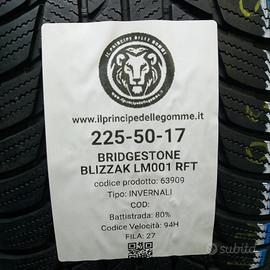 IL PRINCIPE DELLE GOMME
www.ilprincipedellegomme.it
225-50-17
BRIDGESTONE
BLIZZAK LM001 RFT
codice prodotto: 63909
Tipo: INVERNALI
COD:
Battistrada: 80%
Codice Velocità: 94H
FILA: 27
subito